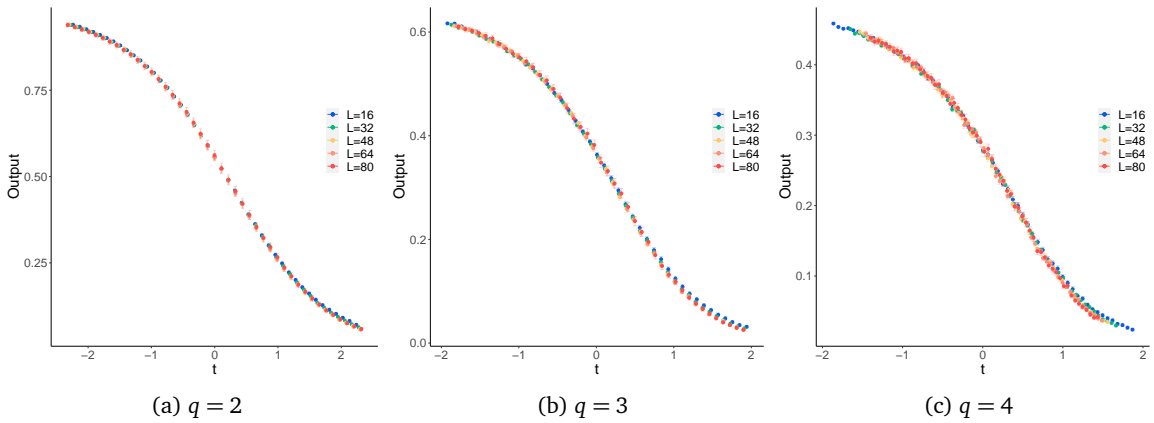 Output
0.75
0.50
0.25
−2 −1 0 1 2
t
L=16
L=32
L=48
L=64
L=80
(a) q = 2
Output
0.6
0.4
0.2
0.0
−2 −1 0 1 2
t
L=16
L=32
L=48
L=64
L=80
(b) q = 3
Output
0.4
0.3
0.2
0.1
−2 −1 0 1 2
t
L=16
L=32
L=48
L=64
L=80
(c) q = 4